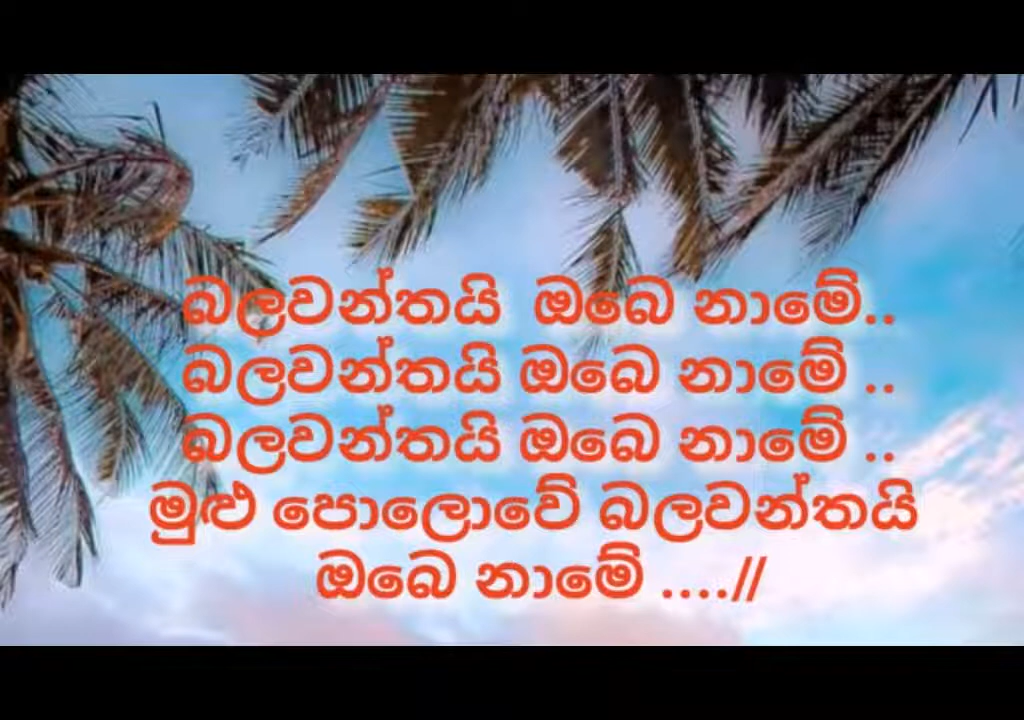 බලවන්තයි ඔබෙ නාමේ..
බලවන්තයි ඔබෙ නාමේ ..
බලවන්තයි ඔබෙ නාමේ ..
මුළු පොලොවේ බලවන්තයි
ඔබෙ නාමේ ....//